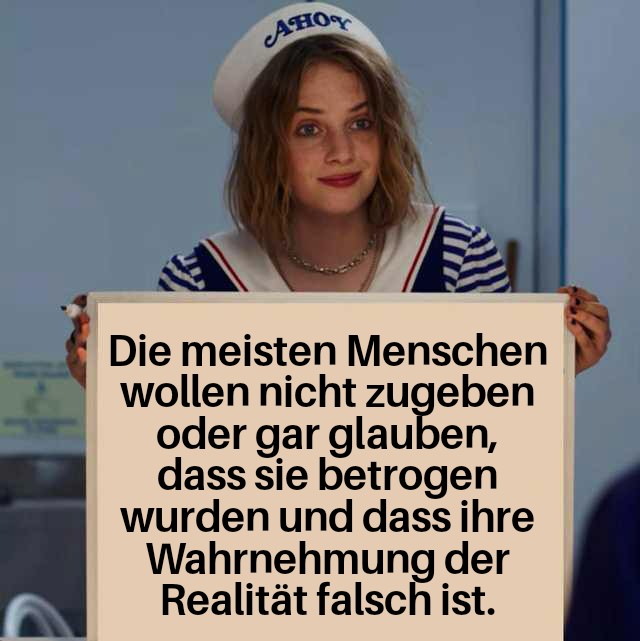 AHOY
Die meisten Menschen
wollen nicht zugeben
oder gar glauben,
dass sie betrogen
wurden und dass ihre
Wahrnehmung der
Realität falsch ist.